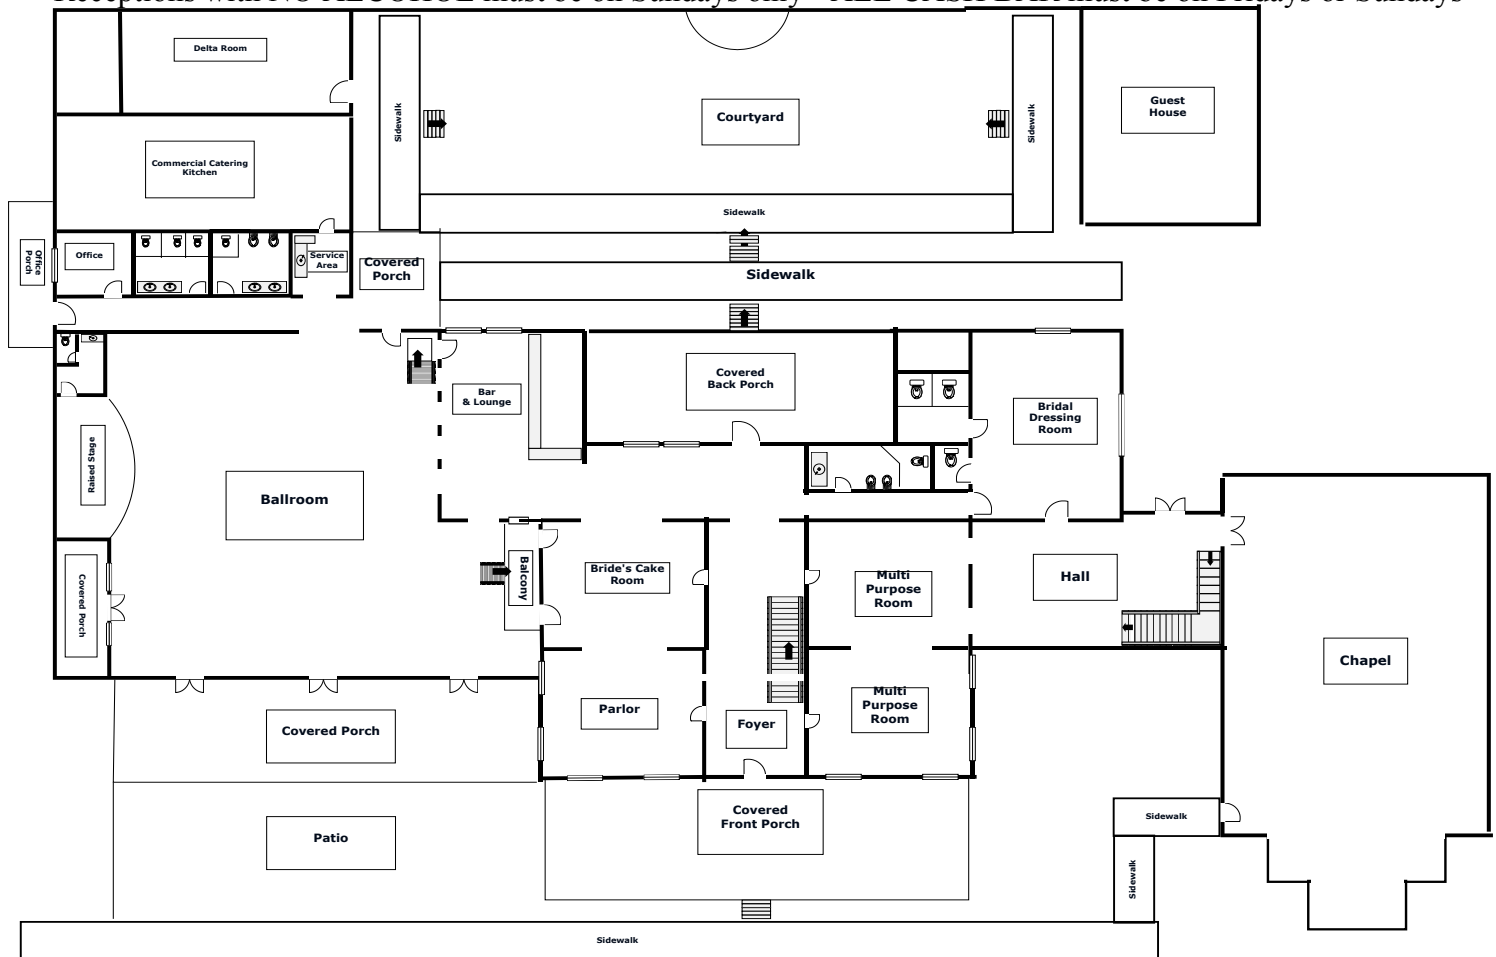 Receptions with NO ALCOHOL must be on Sundays only ALL CASH BAR must be on Fridays or Sundays
Delta Room
Sidewalk
Courtyard
Sidewalk
Guest
House
Commercial Catering
Kitchen
Sidewalk
Office
Porch
Office
Service
Area
Covered
Porch
Sidewalk
Bar
& Lounge
Covered
Back Porch
Bridal
Dressing
Room
Raised Stage
Ballroom
Balcony
Bride's Cake
Room
Multi
Purpose
Room
Hall
Covered Porch
Chapel
Parlor
Foyer
Multi
Purpose
Room
Covered Porch
Covered
Front Porch
Patio
Sidewalk
Sidewalk
Sidewalk